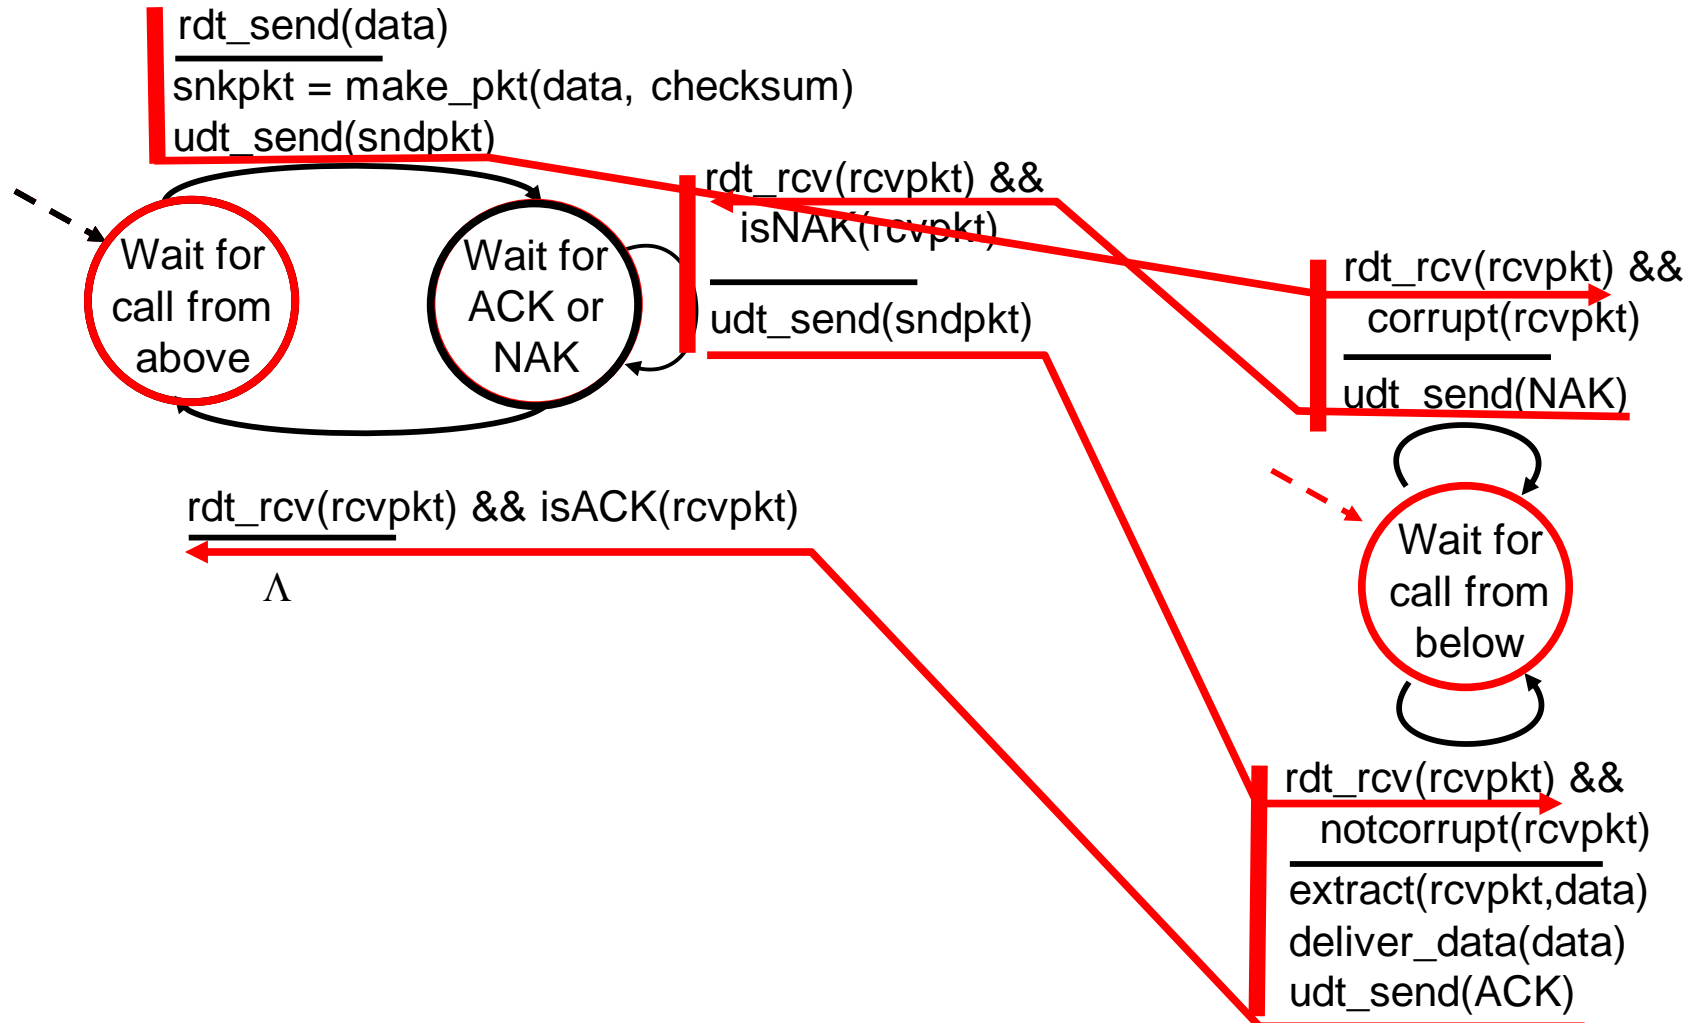 rdt_send(data)
snkpkt = make_pkt(data, checksum)
udt_send(sndpkt)
Wait for
call from
above
Wait for
ACK or
NAK
rdt_rcv(rcvpkt) &&
isNAK(rcvpkt)
udt_send(sndpkt)
rdt_rcv(rcvpkt) && isACK(rcvpkt)
Λ
rdt_rcv(rcvpkt) &&
corrupt(rcvpkt)
udt_send(NAK)
Wait for
call from
below
rdt_rcv(rcvpkt) &&
notcorrupt(rcvpkt)
extract(rcvpkt,data)
deliver_data(data)
udt_send(ACK)